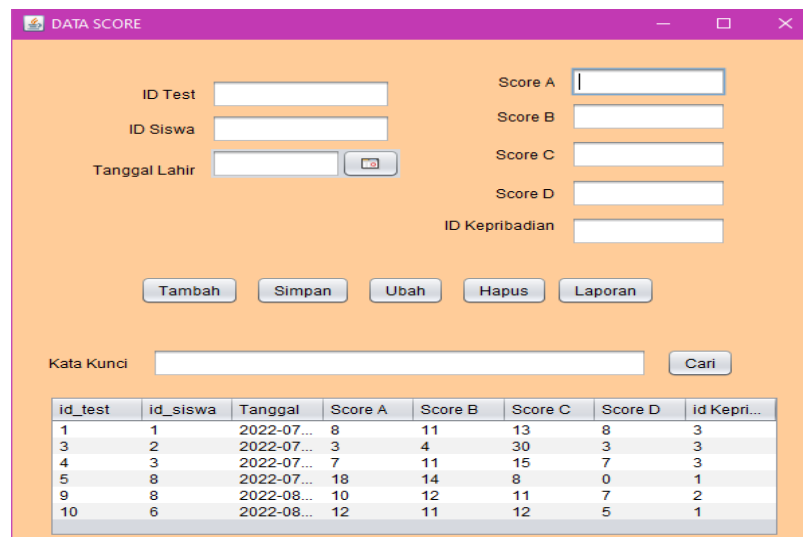 DATA SCORE
ID Test
ID Siswa
Tanggal Lahir
Score A
Score B
Score C
Score D
ID Kepribadian
Tambah Simpan Ubah Hapus Laporan
Kata Kunci Cari
id_test id_siswa Tanggal Score A Score B Score C Score D id Kepri...
1 1 2022-07... 8 11 13 8 3
3 2 2022-07... 3 4 30 3 3
4 3 2022-07... 7 11 15 7 3
5 8 2022-07... 18 14 8 0 1
9 8 2022-08... 10 12 11 7 2
10 6 2022-08... 12 11 12 5 1